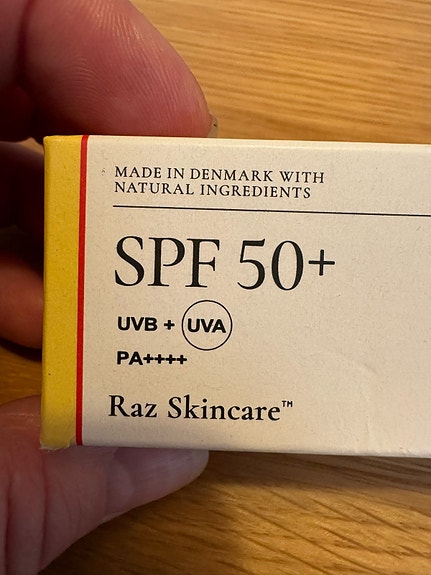 MADE IN DENMARK WITH
NATURAL INGREDIENTS
SPF 50+
UVB + UVA
PA++++
Raz Skincare™